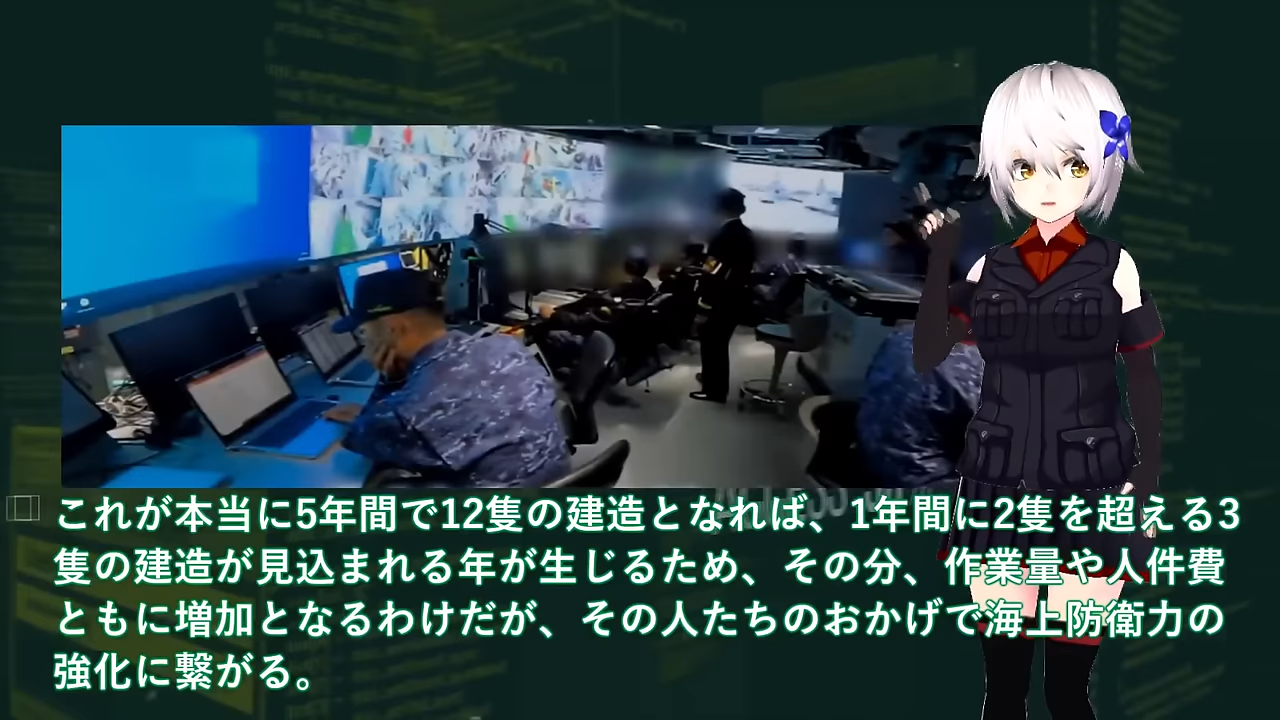 これが本当に5年間で12隻の建造となれば、1年間に2隻を超える3
隻の建造が見込まれる年が生じるため、その分、作業量や人件費
ともに増加となるわけだが、その人たちのおかげで海上防衛力の
強化に繋がる。